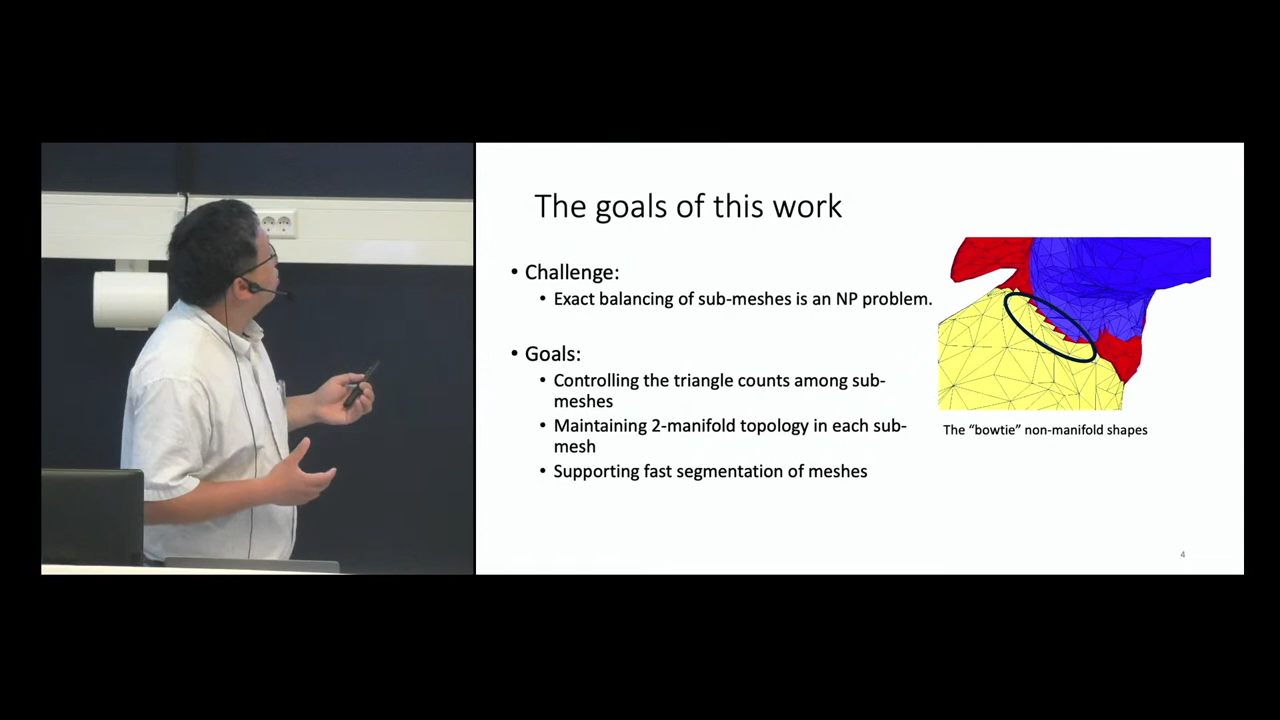 The goals of this work
• Challenge:
• Exact balancing of sub-meshes is an NP problem.
• Goals:
• Controlling the triangle counts among sub-
meshes
• Maintaining 2-manifold topology in each sub-
mesh
• Supporting fast segmentation of meshes
The “bowtie” non-manifold shapes
4